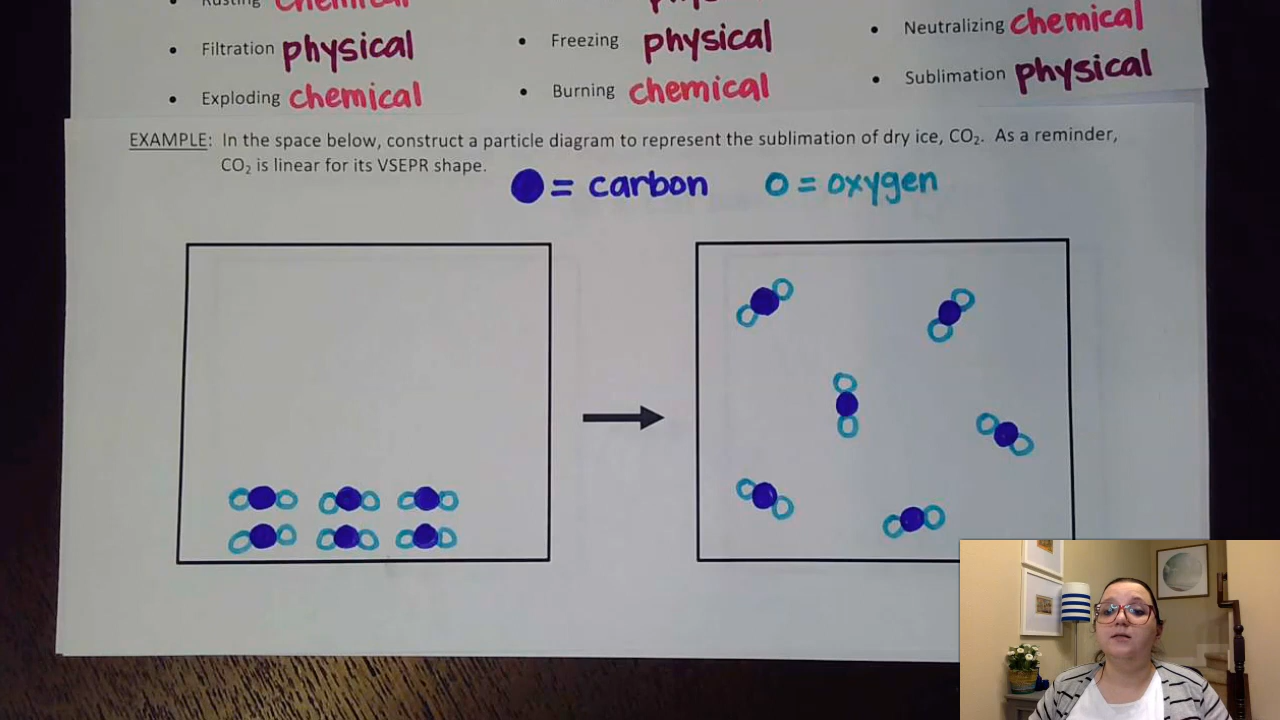 Rusting chemical
Filtration physical
Exploding chemical
Freezing physical
Burning chemical
Neutralizing chemical
Sublimation physical
EXAMPLE: In the space below, construct a particle diagram to represent the sublimation of dry ice, CO₂. As a reminder,
CO₂ is linear for its VSEPR shape.
= carbon = oxygen